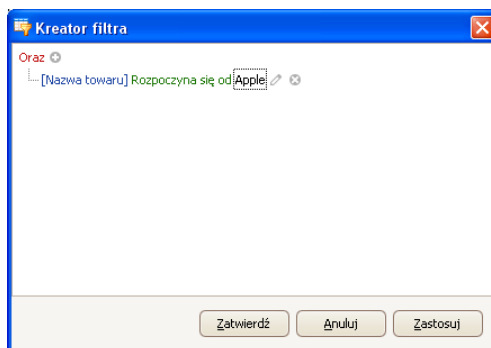 Kreator filtra
Oraz
[Nazwa towaru] Rozpoczyna się od Apple
Zatwierdź Anuluj Zastosuj